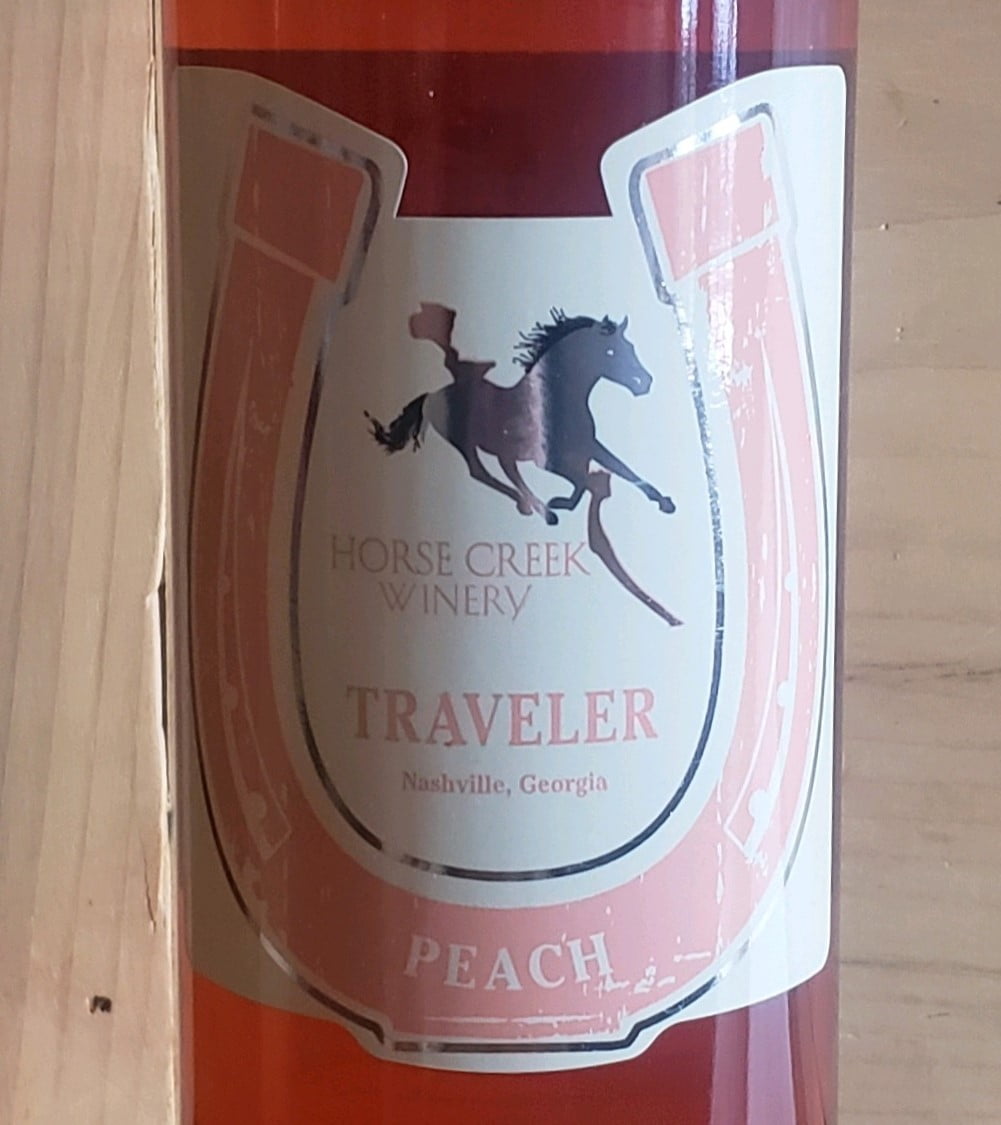 HORSE CREEK
WINERY
TRAVELER
Nashville, Georgia
PEACH